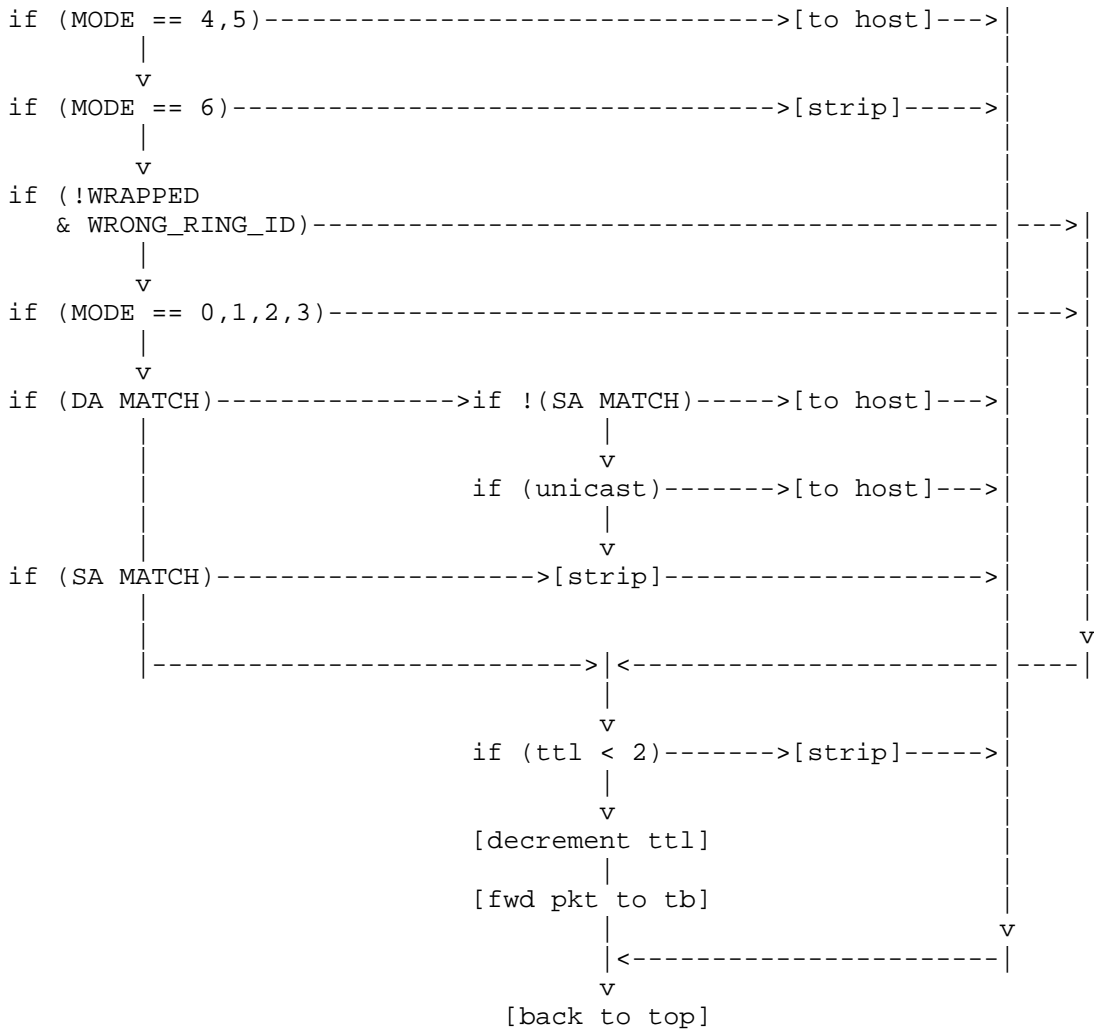 if (MODE == 4,5)-------------------------------->[to host]--->|
|                                                     |
v                                                     |
if (MODE == 6)---------------------------------->[strip]----->|
|                                                     |
v                                                     |
if (!WRAPPED                                                  |
& WRONG_RING_ID)-------------------------------------------|--->|
|                                                     |    |
v                                                     |    |
if (MODE == 0,1,2,3)------------------------------------------|--->|
|                                                     |    |
v                                                     |    |
if (DA MATCH)--------------->if !(SA MATCH)----->[to host]--->|    |
|                            |                        |    |
|                            v                        |    |
|                    if (unicast)------->[to host]--->|    |
|                            |                        |    |
|                            v                        |    |
if (SA MATCH)-------------------->[strip]-------------------->|    |
|                                                     |    |
|                                                     |    v
|--------------------------->|<-----------------------|----|
|                        |
v                        |
if (ttl < 2)------->[strip]----->|
|                        |
v                        |
[decrement ttl]                  |
|                        |
[fwd pkt to tb]                  |
|                        v
|<-----------------------|
v
[back to top]